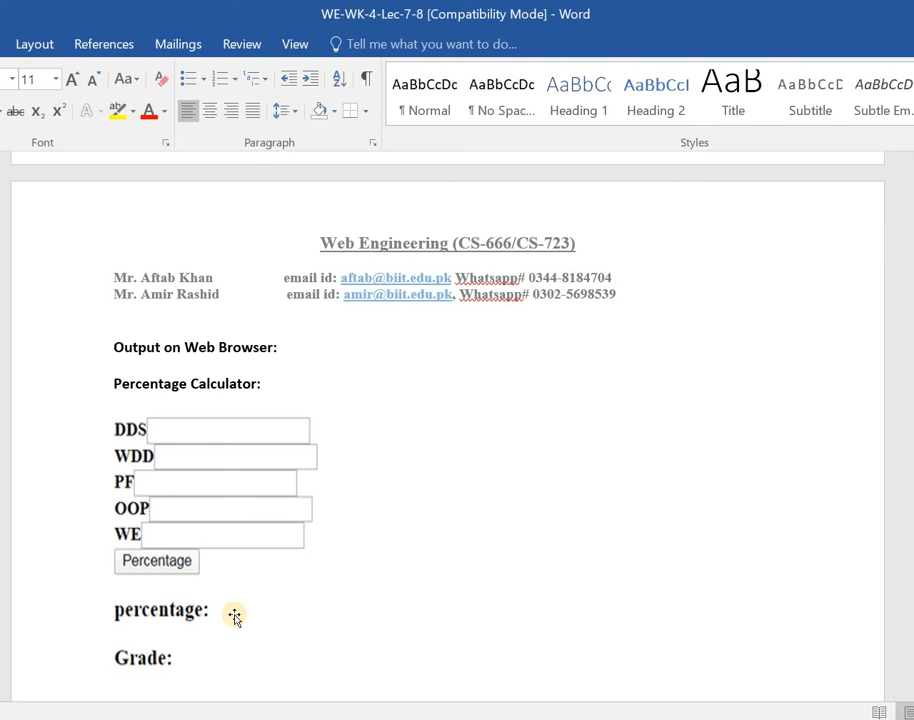 WE-WK-4-Lec-7-8 [Compatibility Mode] - Word
Layout References Mailings Review View Tell me what you want to do...
11 Aa
abc X2 X2 A A
AaBbCcDc AaBbCcDc AaBbCc AaBbCcI AaB AaBbCcD AaBbCcD
¶ Normal ¶ No Spac... Heading 1 Heading 2 Title Subtitle Subtle Em...
Font Paragraph Styles
Web Engineering (CS-666/CS-723)
Mr. Aftab Khan email id: aftab@biit.edu.pk Whatsapp# 0344-8184704
Mr. Amir Rashid email id: amir@biit.edu.pk, Whatsapp# 0302-5698539
Output on Web Browser:
Percentage Calculator:
DDS
WDD
PF
OOP
WE
Percentage
percentage:
Grade: